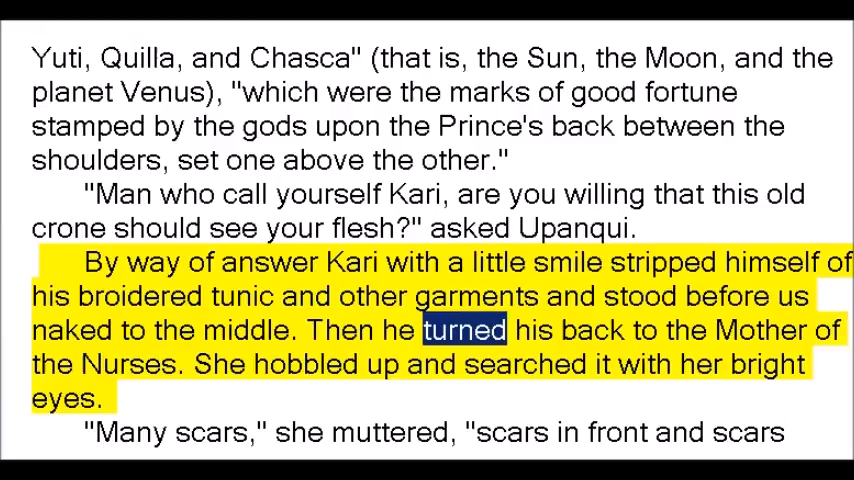 Yuti, Quilla, and Chasca" (that is, the Sun, the Moon, and the
planet Venus), "which were the marks of good fortune
stamped by the gods upon the Prince's back between the
shoulders, set one above the other."
"Man who call yourself Kari, are you willing that this old
crone should see your flesh?" asked Upanqui.
By way of answer Kari with a little smile stripped himself of
his broidered tunic and other garments and stood before us
naked to the middle. Then he turned his back to the Mother of
the Nurses. She hobbled up and searched it with her bright
eyes.
"Many scars," she muttered, "scars in front and scars